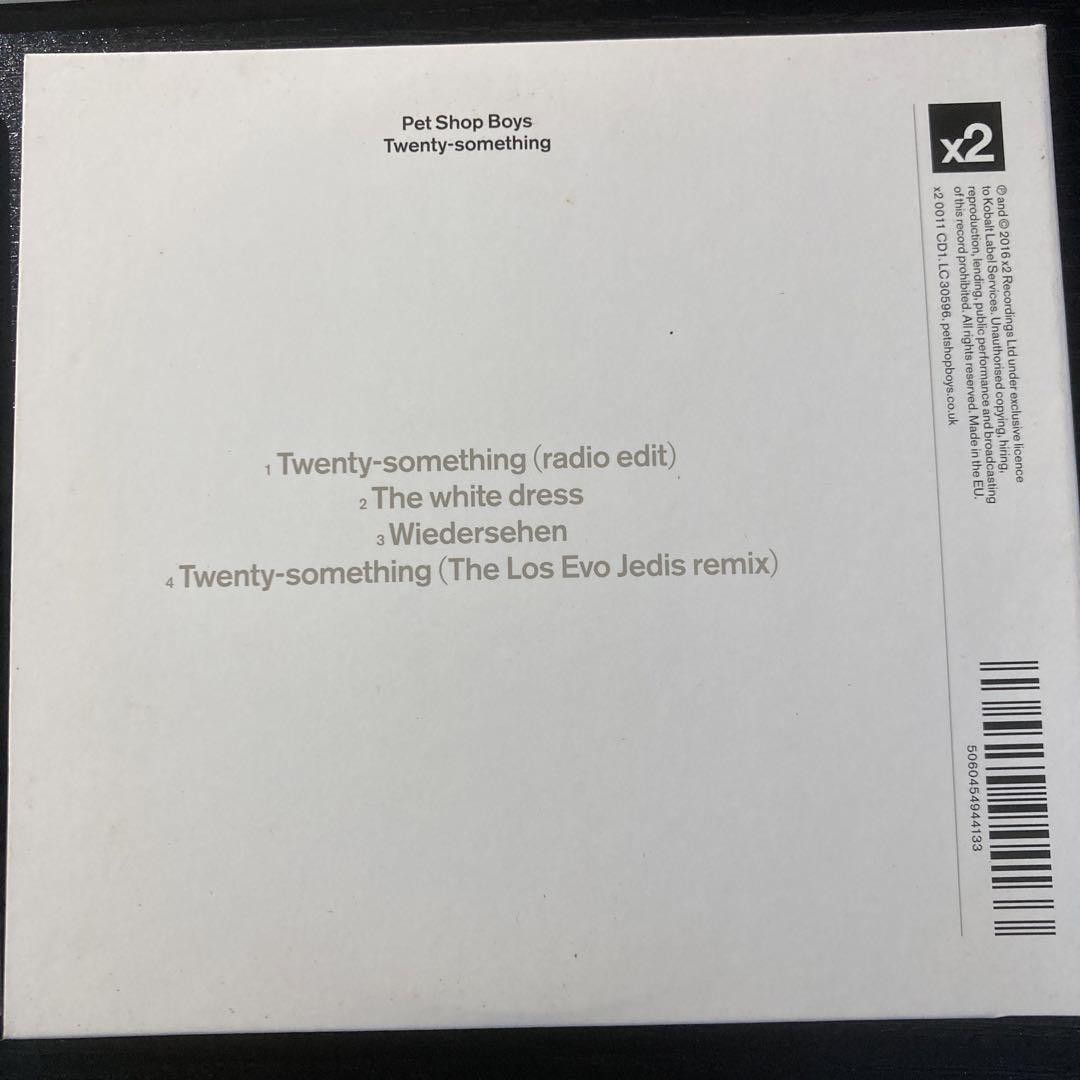 Pet Shop Boys
Twenty-something
1 Twenty-something (radio edit)
2 The white dress
3 Wiedersehen
4 Twenty-something (The Los Evo Jedis remix)
x2
℗ and © 2016 x2 Recordings Ltd under exclusive licence
to Kobalt Label Services. Unauthorised copying, hiring,
reproduction, lending, public performance and broadcasting
of this record prohibited. All rights reserved. Made in the EU.
x2 0011 CD1. LC 30596. petshopboys.co.uk
5060454944133